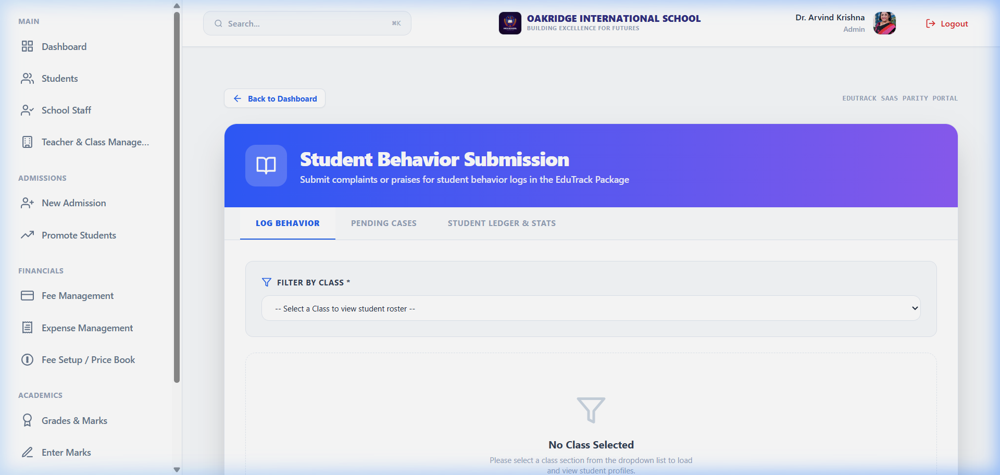 MAIN
Dashboard
Students
School Staff
Teacher & Class Manage...
ADMISSIONS
New Admission
Promote Students
FINANCIALS
Fee Management
Expense Management
Fee Setup / Price Book
ACADEMICS
Grades & Marks
Enter Marks
Search...
⌘K
OAKRIDGE INTERNATIONAL SCHOOL
BUILDING EXCELLENCE FOR FUTURES
Dr. Arvind Krishna
Admin
Logout
Back to Dashboard
EDUTRACK SAAS PARITY PORTAL
Student Behavior Submission
Submit complaints or praises for student behavior logs in the EduTrack Package
LOG BEHAVIOR
PENDING CASES
STUDENT LEDGER & STATS
FILTER BY CLASS *
-- Select a Class to view student roster --
No Class Selected
Please select a class section from the dropdown list to load
and view student profiles.